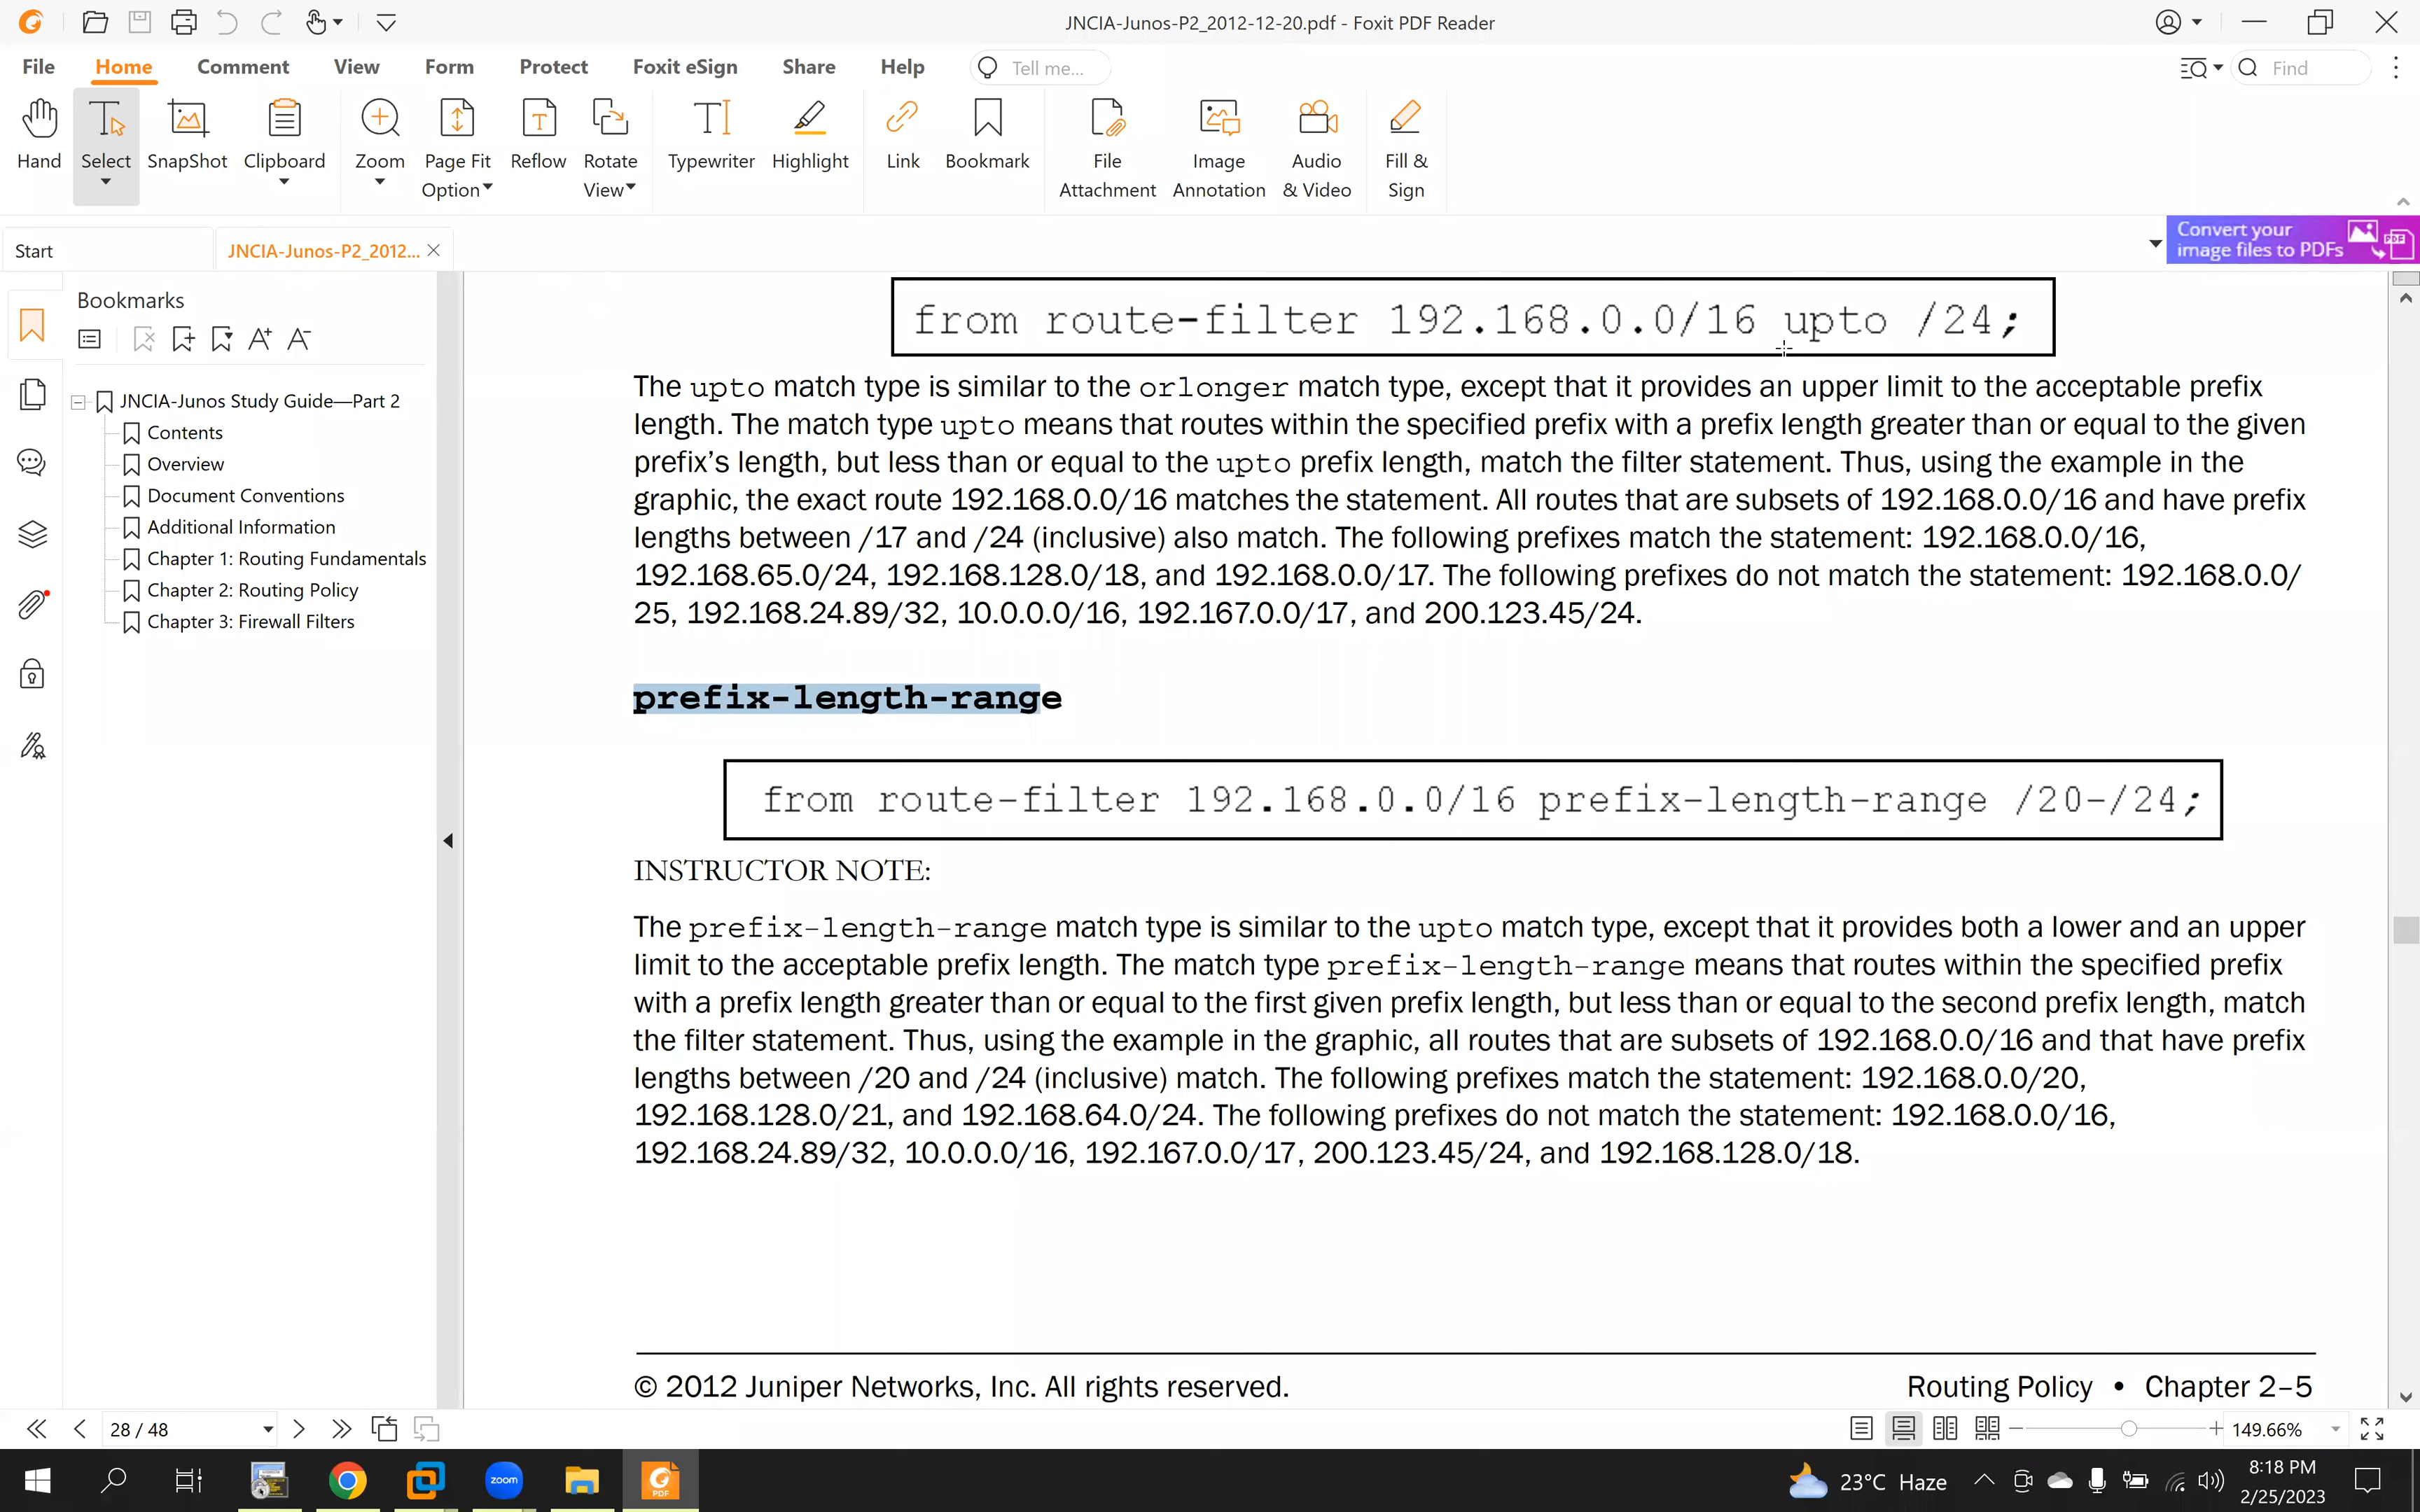 JNCIA-Junos-P2_2012-12-20.pdf - Foxit PDF Reader
File Home Comment View Form Protect Foxit eSign Share Help Tell me... Find
Hand Select SnapShot Clipboard Zoom Page Fit Option Reflow Rotate View Typewriter Highlight Link Bookmark File Attachment Image Annotation Audio & Video Fill & Sign
Start JNCIA-Junos-P2_2012... Convert your
image files to PDFs
PDF
Bookmarks
JNCIA-Junos Study Guide—Part 2
Contents
Overview
Document Conventions
Additional Information
Chapter 1: Routing Fundamentals
Chapter 2: Routing Policy
Chapter 3: Firewall Filters
from route-filter 192.168.0.0/16 upto /24;
The upto match type is similar to the orlonger match type, except that it provides an upper limit to the acceptable prefix
length. The match type upto means that routes within the specified prefix with a prefix length greater than or equal to the given
prefix's length, but less than or equal to the upto prefix length, match the filter statement. Thus, using the example in the
graphic, the exact route 192.168.0.0/16 matches the statement. All routes that are subsets of 192.168.0.0/16 and have prefix
lengths between /17 and /24 (inclusive) also match. The following prefixes match the statement: 192.168.0.0/16,
192.168.65.0/24, 192.168.128.0/18, and 192.168.0.0/17. The following prefixes do not match the statement: 192.168.0.0/
25, 192.168.24.89/32, 10.0.0.0/16, 192.167.0.0/17, and 200.123.45/24.
prefix-length-range
from route-filter 192.168.0.0/16 prefix-length-range /20-/24;
INSTRUCTOR NOTE:
The prefix-length-range match type is similar to the upto match type, except that it provides both a lower and an upper
limit to the acceptable prefix length. The match type prefix-length-range means that routes within the specified prefix
with a prefix length greater than or equal to the first given prefix length, but less than or equal to the second prefix length, match
the filter statement. Thus, using the example in the graphic, all routes that are subsets of 192.168.0.0/16 and that have prefix
lengths between /20 and /24 (inclusive) match. The following prefixes match the statement: 192.168.0.0/20,
192.168.128.0/21, and 192.168.64.0/24. The following prefixes do not match the statement: 192.168.0.0/16,
192.168.24.89/32, 10.0.0.0/16, 192.167.0.0/17, 200.123.45/24, and 192.168.128.0/18.
© 2012 Juniper Networks, Inc. All rights reserved. Routing Policy • Chapter 2–5
28 / 48 149.66%
zoom PDF 23°C Haze 8:18 PM
2/25/2023